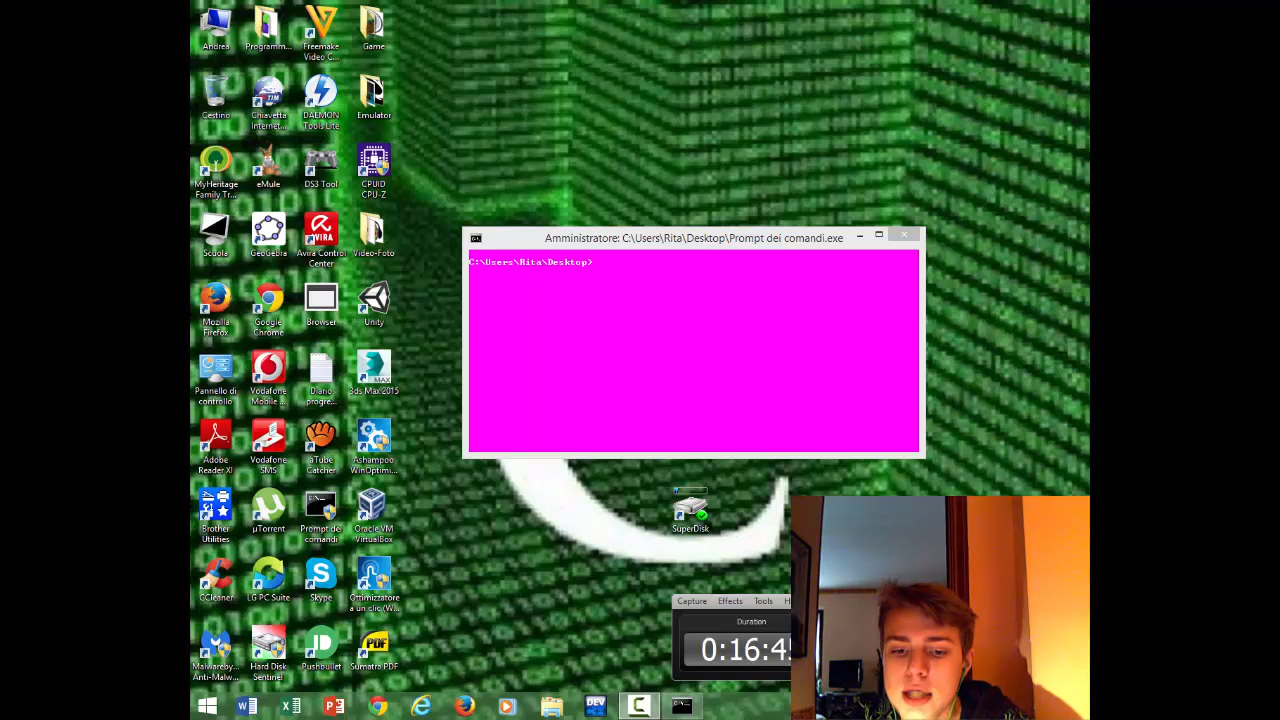 Andrea
Programm...
Freemake
Video C...
Game
Cestino
Chiavetta
Internet...
DAEMON
Tools Lite
Emulator
MyHeritage
Family Tr...
eMule
DS3 Tool
CPUID
CPU-Z
Scuola
GeoGebra
Avira Control
Center
Video-Foto
Mozilla
Firefox
Google
Chrome
Browser
Unity
Pannello di
controllo
Vodafone
Mobile ...
Diario
progre...
3ds Max 2015
Adobe
Reader XI
Vodafone
SMS
aTube
Catcher
Ashampoo
WinOptimi...
Brother
Utilities
µTorrent
Prompt dei
comandi
Oracle VM
VirtualBox
CCleaner
LG PC Suite
Skype
Ottimizzatore
a un clic (W...
Malwareby...
Anti-Malw...
Hard Disk
Sentinel
Pushbullet
Sumatra PDF
Amministratore: C:\Users\Rita\Desktop\Prompt dei comandi.exe
C:\Users\Rita\Desktop>
SuperDisk
Capture Effects Tools
Duration
0:16:45